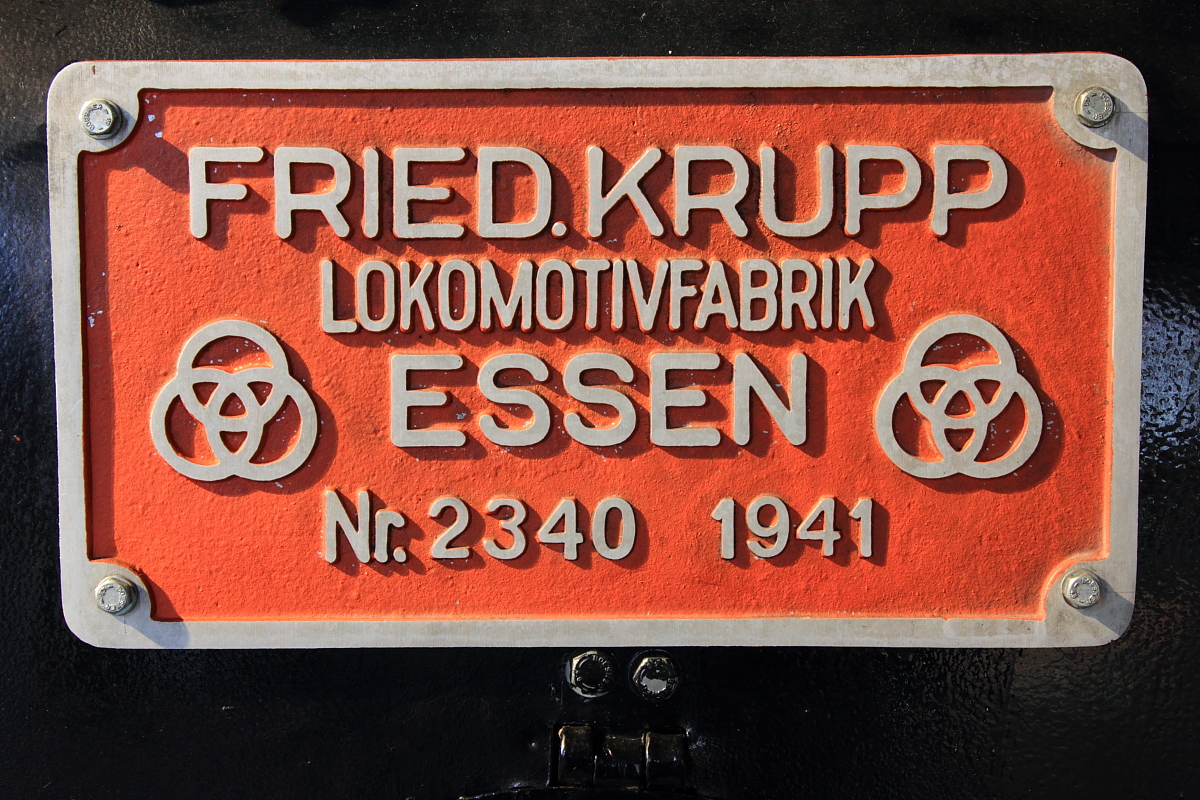 FRIED. KRUPP
LOKOMOTIVFABRIK
ESSEN
Nr. 2340 1941